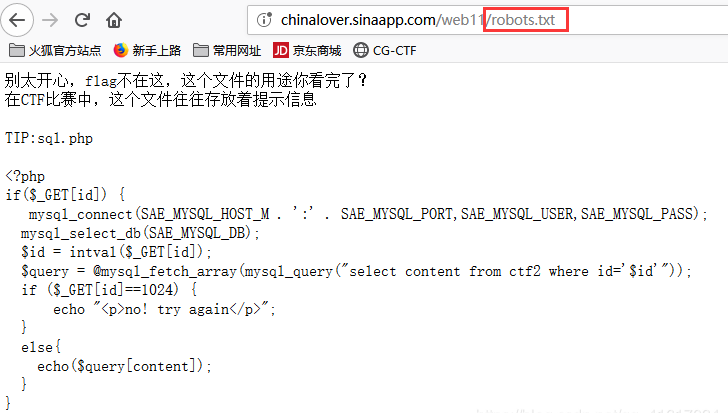 chinalover.sinaapp.com/web11/robots.txt
火狐官方站点 新手上路 常用网址 JD 京东商城 CG-CTF
别太开心，flag不在这，这个文件的用途你看完了？
在CTF比赛中，这个文件往往存放着提示信息
TIP:sql.php
<?php
if($_GET[id]) {
mysql_connect(SAE_MYSQL_HOST_M . ':' . SAE_MYSQL_PORT,SAE_MYSQL_USER,SAE_MYSQL_PASS);
mysql_select_db(SAE_MYSQL_DB);
$id = intval($_GET[id]);
$query = @mysql_fetch_array(mysql_query("select content from ctf2 where id='$id'"));
if ($_GET[id]==1024) {
echo "<p>no! try again</p>";
}
else{
echo($query[content]);
}
}